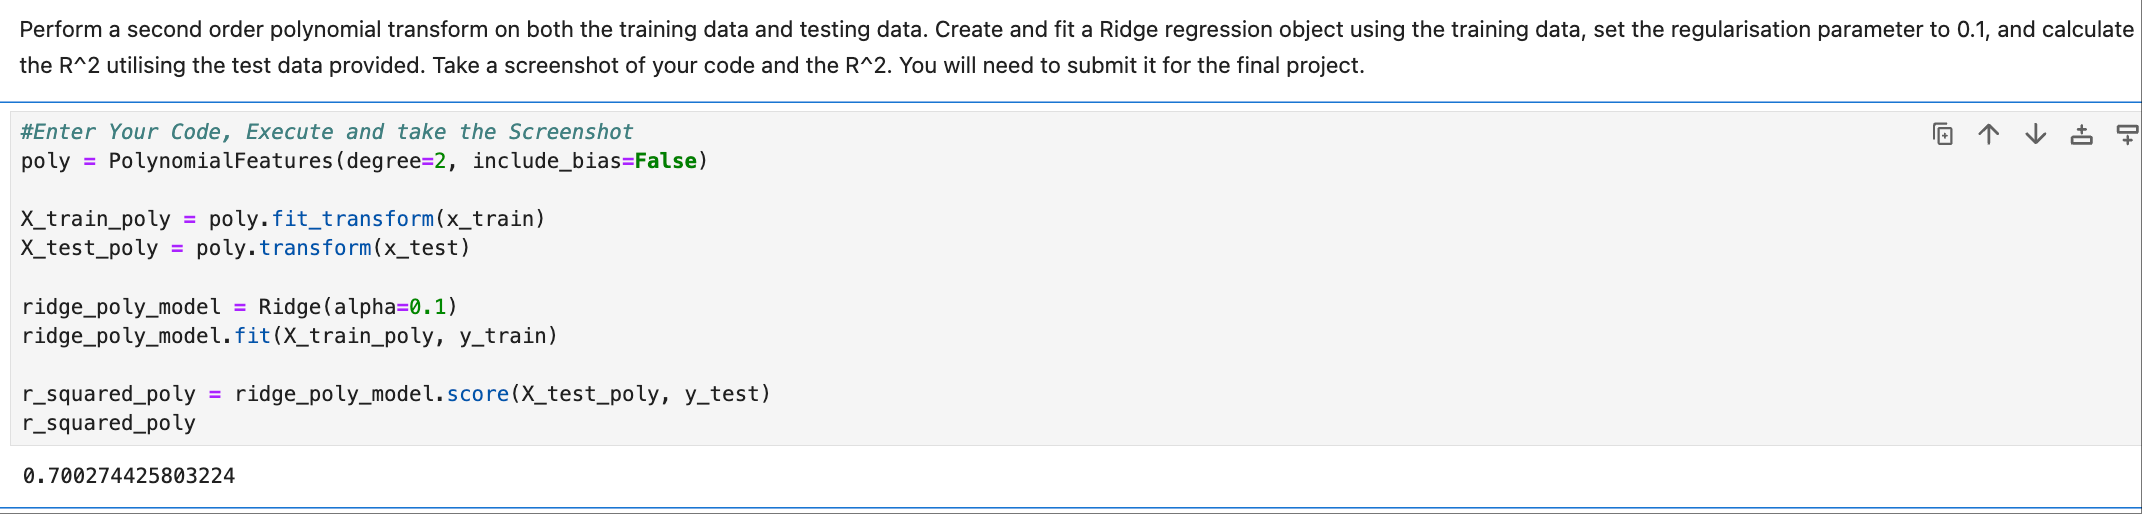 Perform a second order polynomial transform on both the training data and testing data. Create and fit a Ridge regression object using the training data, set the regularisation parameter to 0.1, and calculate
the R^2 utilising the test data provided. Take a screenshot of your code and the R^2. You will need to submit it for the final project.
#Enter Your Code, Execute and take the Screenshot
poly = PolynomialFeatures(degree=2, include_bias=False)
X_train_poly = poly.fit_transform(x_train)
X_test_poly = poly.transform(x_test)
ridge_poly_model = Ridge(alpha=0.1)
ridge_poly_model.fit(X_train_poly, y_train)
r_squared_poly = ridge_poly_model.score(X_test_poly, y_test)
r_squared_poly
0.700274425803224